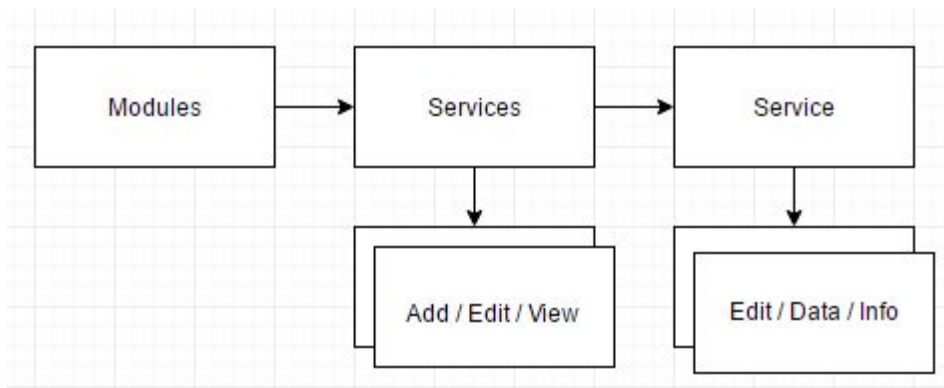 Modules
Services
Service
Add / Edit / View
Edit / Data / Info